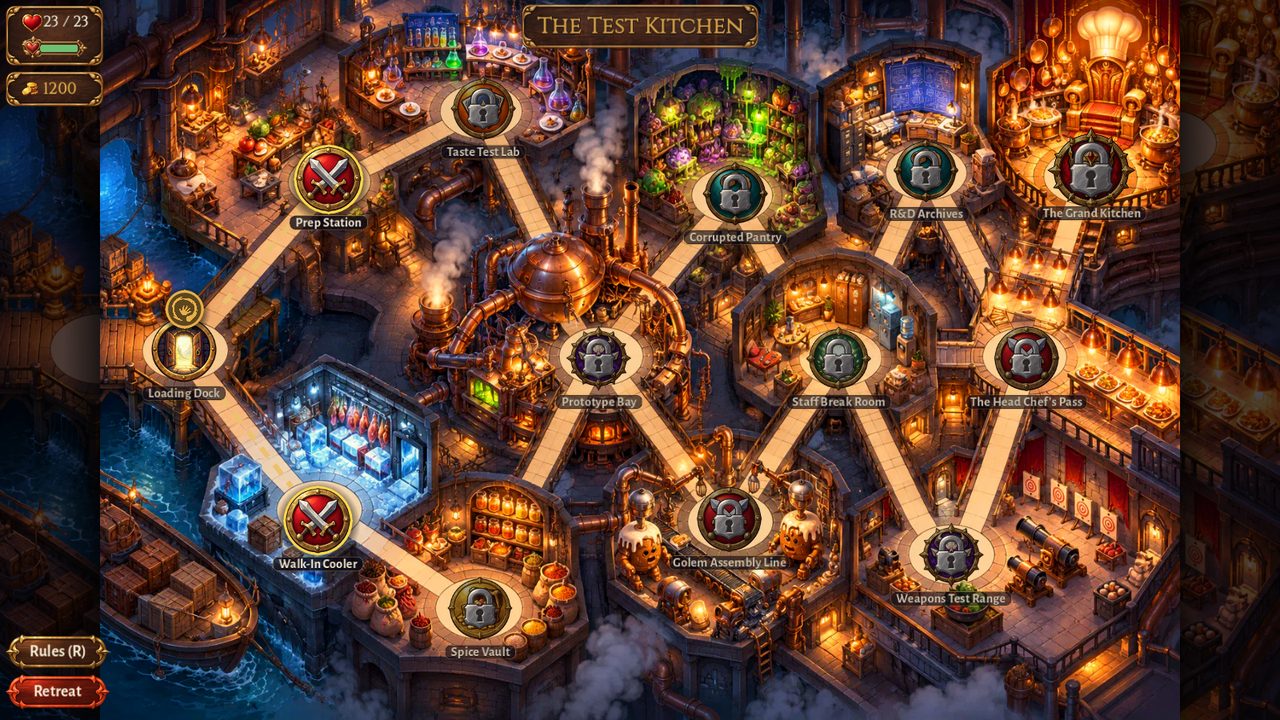 23 / 23
THE TEST KITCHEN
1200
Taste Test Lab
Prep Station
R&D Archives
The Grand Kitchen
Corrupted Pantry
Loading Dock
Prototype Bay
Staff Break Room
The Head Chef's Pass
Walk-In Cooler
Golem Assembly Line
Weapons Test Range
Spice Vault
Rules (R)
Retreat